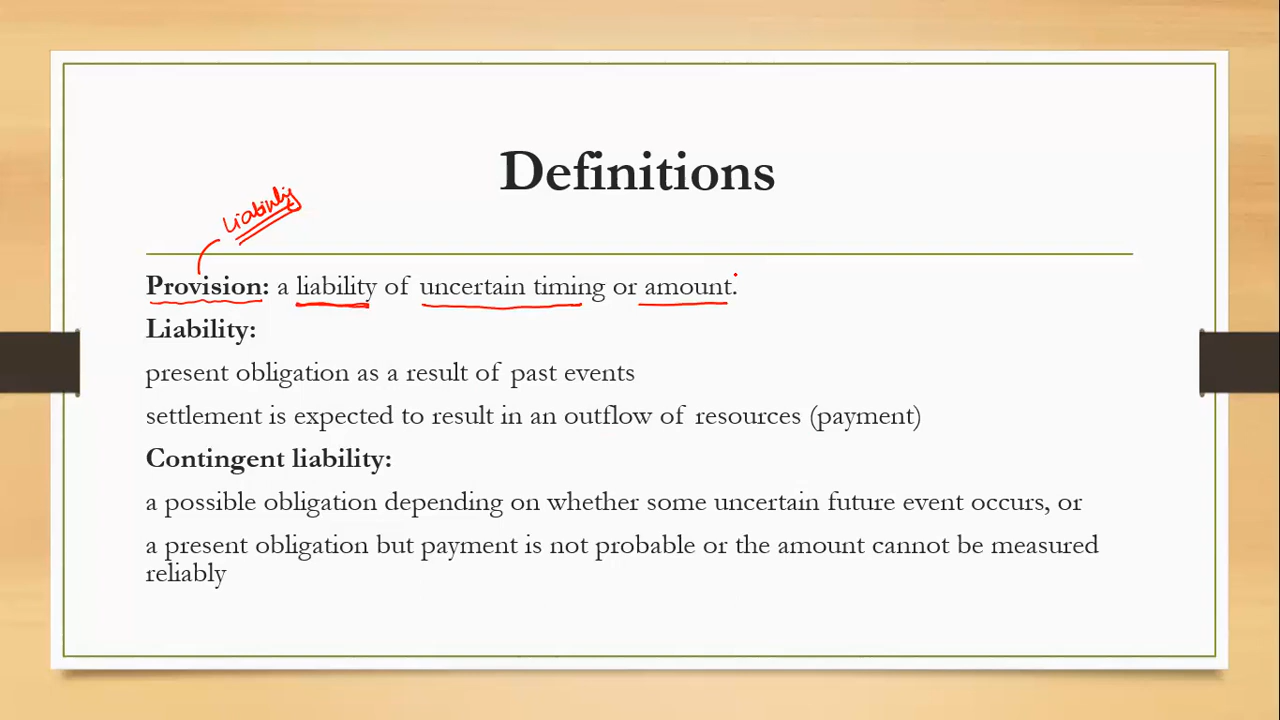 Definitions
Liability
Provision: a liability of uncertain timing or amount.
Liability:
present obligation as a result of past events
settlement is expected to result in an outflow of resources (payment)
Contingent liability:
a possible obligation depending on whether some uncertain future event occurs, or
a present obligation but payment is not probable or the amount cannot be measured
reliably